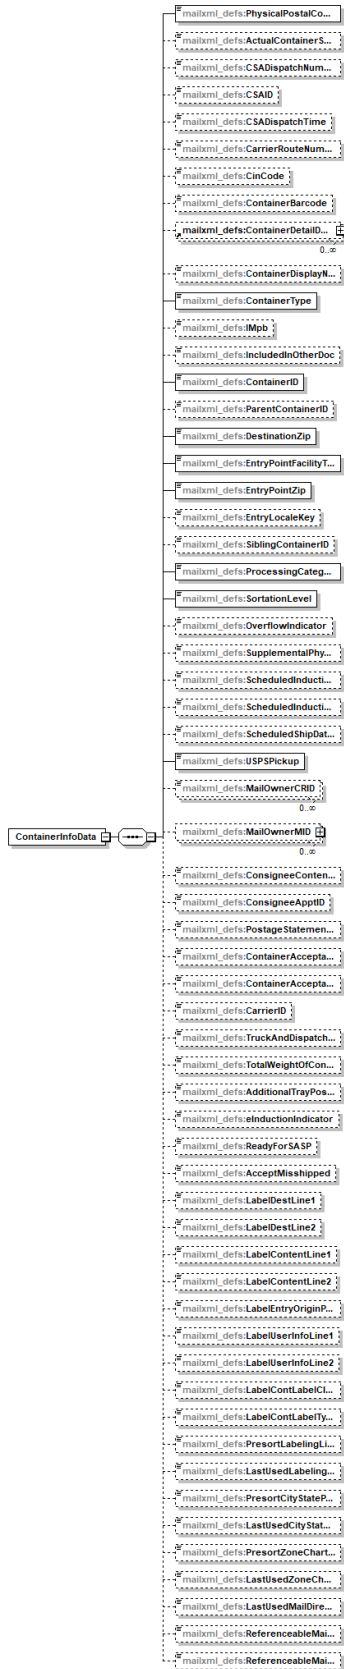 mailxml_defs:PhysicalPostalCo...
mailxml_defs:ActualContainerS...
mailxml_defs:CSADispatchNum...
mailxml_defs:CSAID
mailxml_defs:CSADispatchTime
mailxml_defs:CarrierRouteNum...
mailxml_defs:CinCode
mailxml_defs:ContainerBarcode
mailxml_defs:ContainerDetailD...
0..∞
mailxml_defs:ContainerDisplayN...
mailxml_defs:ContainerType
mailxml_defs:IMpb
mailxml_defs:IncludedInOtherDoc
mailxml_defs:ContainerID
mailxml_defs:ParentContainerID
mailxml_defs:DestinationZip
mailxml_defs:EntryPointFacilityT...
mailxml_defs:EntryPointZip
mailxml_defs:EntryLocaleKey
mailxml_defs:SiblingContainerID
mailxml_defs:ProcessingCateg...
mailxml_defs:SortationLevel
mailxml_defs:OverflowIndicator
mailxml_defs:SupplementalPhy...
mailxml_defs:ScheduledInducti...
mailxml_defs:ScheduledInducti...
mailxml_defs:ScheduledShipDat...
mailxml_defs:USPSPickup
mailxml_defs:MailOwnerCRID
0..∞
mailxml_defs:MailOwnerMID
ContainerInfoData
0..∞
mailxml_defs:ConsigneeConten...
mailxml_defs:ConsigneeApptID
mailxml_defs:PostageStatemen...
mailxml_defs:ContainerAccepta...
mailxml_defs:ContainerAccepta...
mailxml_defs:CarrierID
mailxml_defs:TruckAndDispatch...
mailxml_defs:TotalWeightOfCon...
mailxml_defs:AdditionalTrayPos...
mailxml_defs:eInductionIndicator
mailxml_defs:ReadyForSASP
mailxml_defs:AcceptMisshipped
mailxml_defs:LabelDestLine1
mailxml_defs:LabelDestLine2
mailxml_defs:LabelContentLine1
mailxml_defs:LabelContentLine2
mailxml_defs:LabelEntryOriginP...
mailxml_defs:LabelUserInfoLine1
mailxml_defs:LabelUserInfoLine2
mailxml_defs:LabelContLabelCl...
mailxml_defs:LabelContLabelTy...
mailxml_defs:PresortLabelingLi...
mailxml_defs:LastUsedLabeling...
mailxml_defs:PresortCityStateP...
mailxml_defs:LastUsedCityStat...
mailxml_defs:PresortZoneChart...
mailxml_defs:LastUsedZoneCh...
mailxml_defs:LastUsedMailDire...
mailxml_defs:ReferenceableMai...
mailxml_defs:ReferenceableMai...